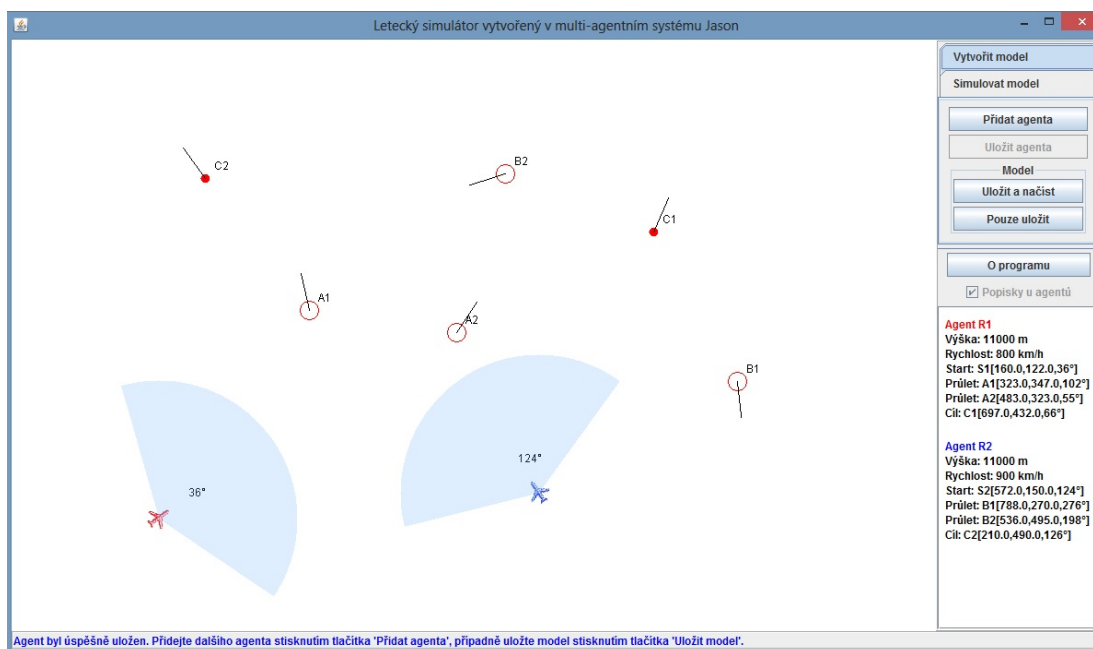 Letecký simulátor vytvořený v multi-agentním systému Jason
Vytvořit model
Simulovat model
Přidat agenta
Uložit agenta
Model
Uložit a načíst
Pouze uložit
O programu
Popisky u agentů
C2
B2
C1
A1
A2
B1
124°
36°
Agent R1
Výška: 11000 m
Rychlost: 800 km/h
Start: S1[160.0,122.0,36°]
Průlet: A1[323.0,347.0,102°]
Průlet: A2[483.0,323.0,55°]
Cíl: C1[697.0,432.0,66°]
Agent R2
Výška: 11000 m
Rychlost: 900 km/h
Start: S2[572.0,150.0,124°]
Průlet: B1[788.0,270.0,276°]
Průlet: B2[536.0,495.0,198°]
Cíl: C2[210.0,490.0,126°]
Agent byl úspěšně uložen. Přidejte dalšího agenta stisknutím tlačítka 'Přidat agenta', případně uložte model stisknutím tlačítka 'Uložit model'.